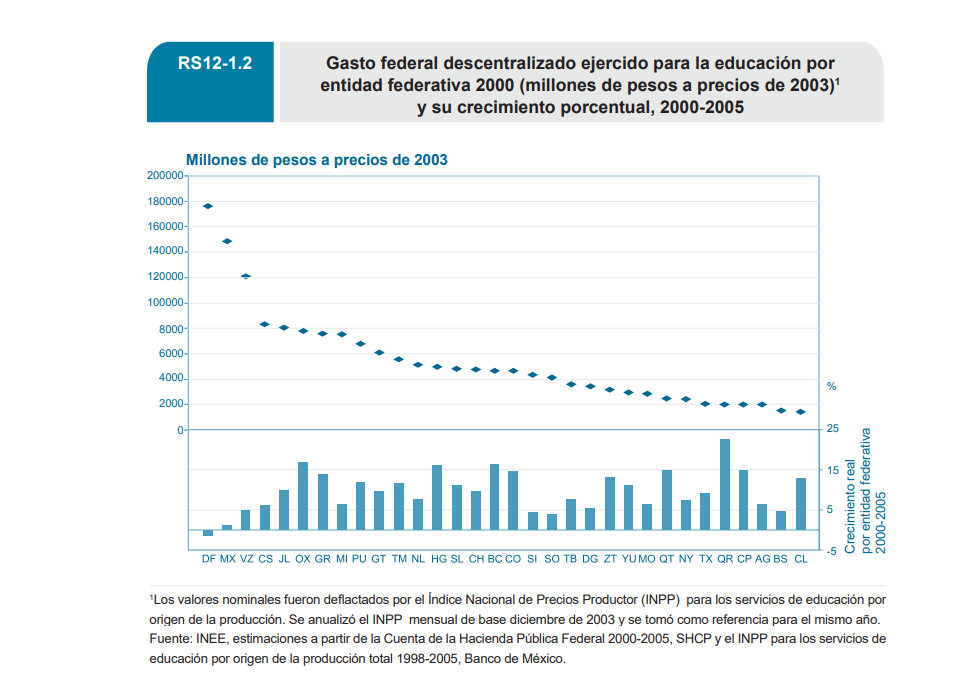 RS12-1.2
Gasto federal descentralizado ejercido para la educación por
entidad federativa 2000 (millones de pesos a precios de 2003)¹
y su crecimiento porcentual, 2000-2005
Millones de pesos a precios de 2003
200000
180000
160000
140000
120000
100000
8000
6000
4000
2000
0
%
25
15
5
-5
Crecimiento real
por entidad federativa
2000-2005
DF MX VZ CS JL OX GR MI PU GT TM NL HG SL CH BC CO SI SO TB DG ZT YU MO QT NY TX QR CP AG BS CL
¹Los valores nominales fueron deflactados por el Índice Nacional de Precios Productor (INPP) para los servicios de educación por
origen de la producción. Se anualizó el INPP mensual de base diciembre de 2003 y se tomó como referencia para el mismo año.
Fuente: INEE, estimaciones a partir de la Cuenta de la Hacienda Pública Federal 2000-2005, SHCP y el INPP para los servicios de
educación por origen de la producción total 1998-2005, Banco de México.